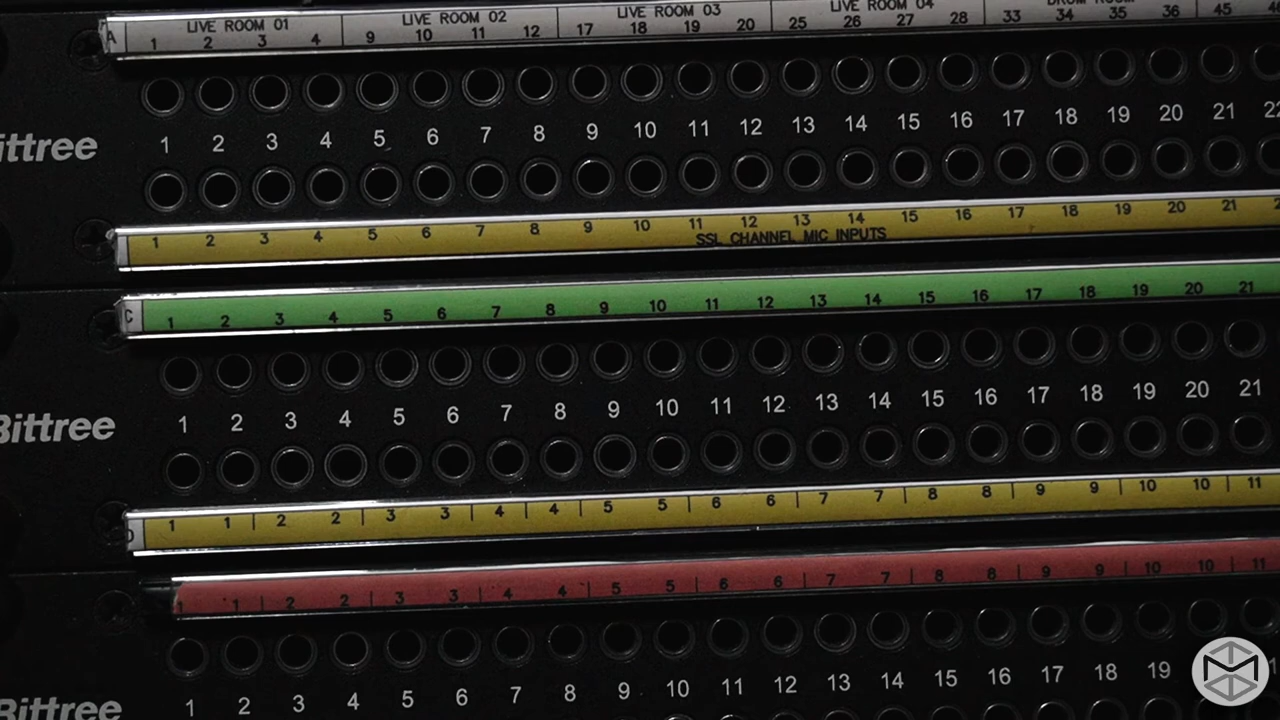 LIVE ROOM 01 LIVE ROOM 02 LIVE ROOM 03 LIVE ROOM 04 DRUM ROOM
A 1 2 3 4 9 10 11 12 17 18 19 20 25 26 27 28 33 34 35 36 45
ittree 1 2 3 4 5 6 7 8 9 10 11 12 13 14 15 16 17 18 19 20 21 22
1 2 3 4 5 6 7 8 9 10 11 12 13 14 15 16 17 18 19 20 21
SSL CHANNEL MIC INPUTS
C 1 2 3 4 5 6 7 8 9 10 11 12 13 14 15 16 17 18 19 20 21
Bittree 1 2 3 4 5 6 7 8 9 10 11 12 13 14 15 16 17 18 19 20 21
D 1 1 2 2 3 3 4 4 5 5 6 6 7 7 8 8 9 9 10 10 11
1 1 2 2 3 3 4 4 5 5 6 6 7 7 8 8 9 9 10 10 11
Bittree 1 2 3 4 5 6 7 8 9 10 11 12 13 14 15 16 17 18 19